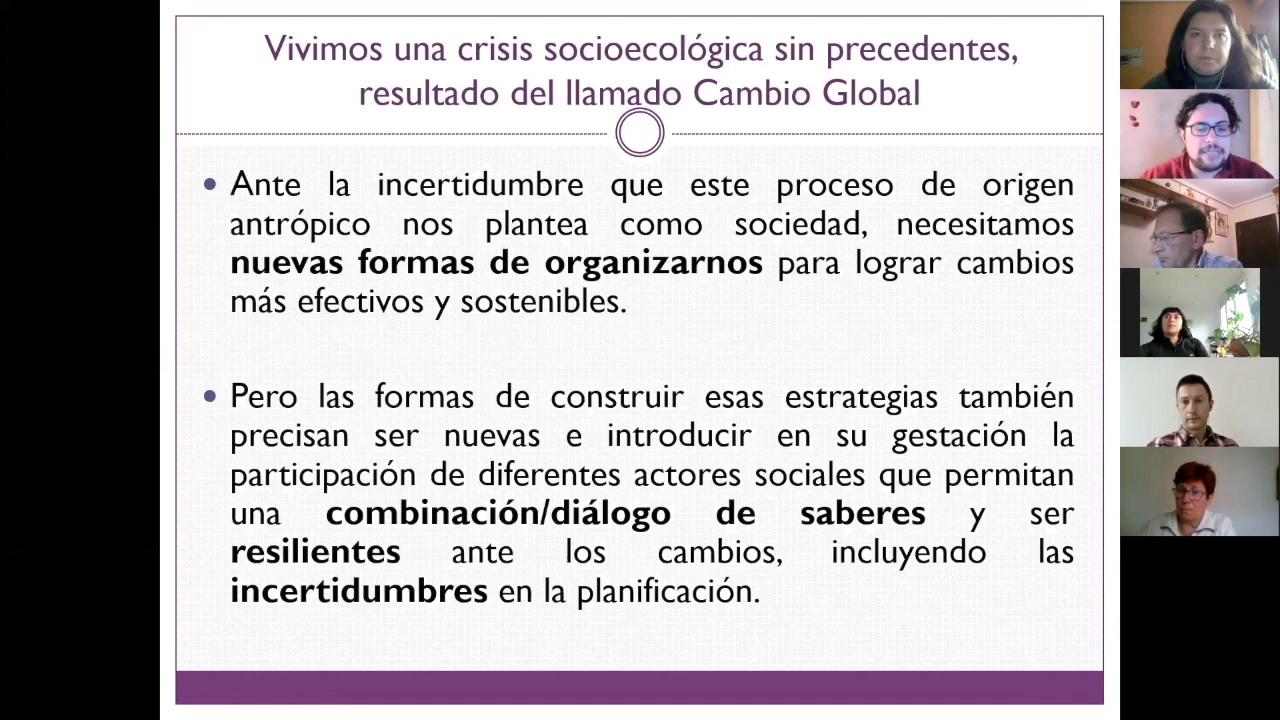 Vivimos una crisis socioecológica sin precedentes,
resultado del llamado Cambio Global
• Ante la incertidumbre que este proceso de origen
antrópico nos plantea como sociedad, necesitamos
nuevas formas de organizarnos para lograr cambios
más efectivos y sostenibles.
• Pero las formas de construir esas estrategias también
precisan ser nuevas e introducir en su gestación la
participación de diferentes actores sociales que permitan
una combinación/diálogo de saberes y ser
resilientes ante los cambios, incluyendo las
incertidumbres en la planificación.